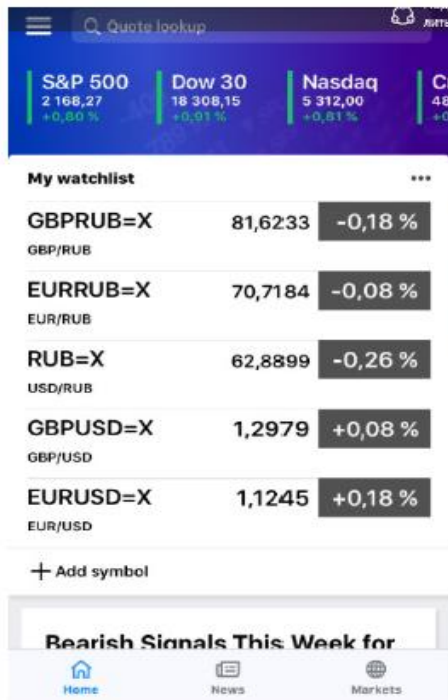 Quote lookup
S&P 500 Dow 30 Nasdaq C
2 168,27 18 308,15 5 312,00 48
+0,80 % +0,91 % +0,81 % +0
My watchlist
GBPRUB=X 81,6233 -0,18 %
GBP/RUB
EURRUB=X 70,7184 -0,08 %
EUR/RUB
RUB=X 62,8899 -0,26 %
USD/RUB
GBPUSD=X 1,2979 +0,08 %
GBP/USD
EURUSD=X 1,1245 +0,18 %
EUR/USD
+ Add symbol
Bearish Signals This Week for
Home News Markets